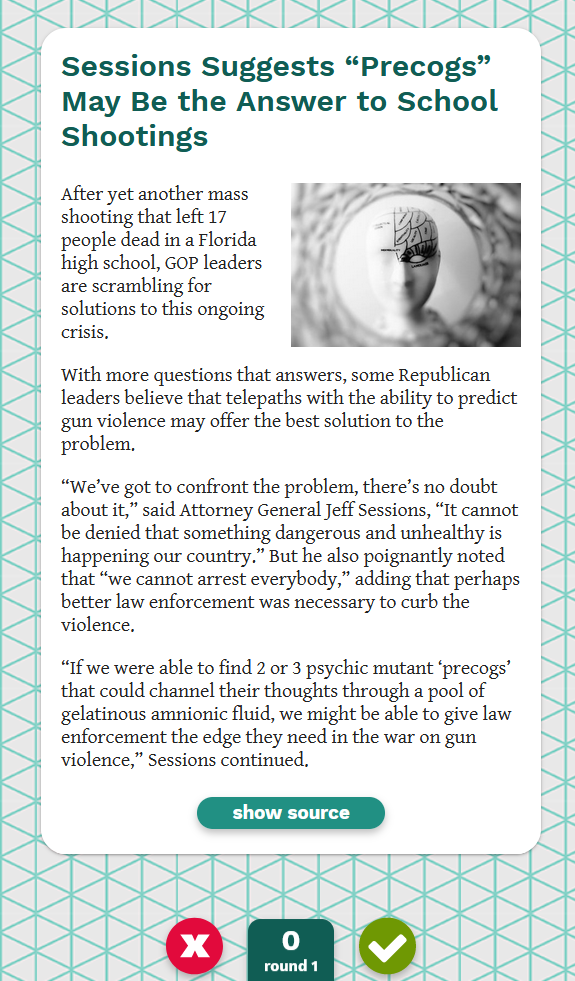 Sessions Suggests “Precogs”
May Be the Answer to School
Shootings
After yet another mass
shooting that left 17
people dead in a Florida
high school, GOP leaders
are scrambling for
solutions to this ongoing
crisis.
With more questions that answers, some Republican
leaders believe that telepaths with the ability to predict
gun violence may offer the best solution to the
problem.
“We’ve got to confront the problem, there’s no doubt
about it,” said Attorney General Jeff Sessions, “It cannot
be denied that something dangerous and unhealthy is
happening our country.” But he also poignantly noted
that “we cannot arrest everybody,” adding that perhaps
better law enforcement was necessary to curb the
violence.
“If we were able to find 2 or 3 psychic mutant ‘precogs’
that could channel their thoughts through a pool of
gelatinous amnionic fluid, we might be able to give law
enforcement the edge they need in the war on gun
violence,” Sessions continued.
show source
0
round 1